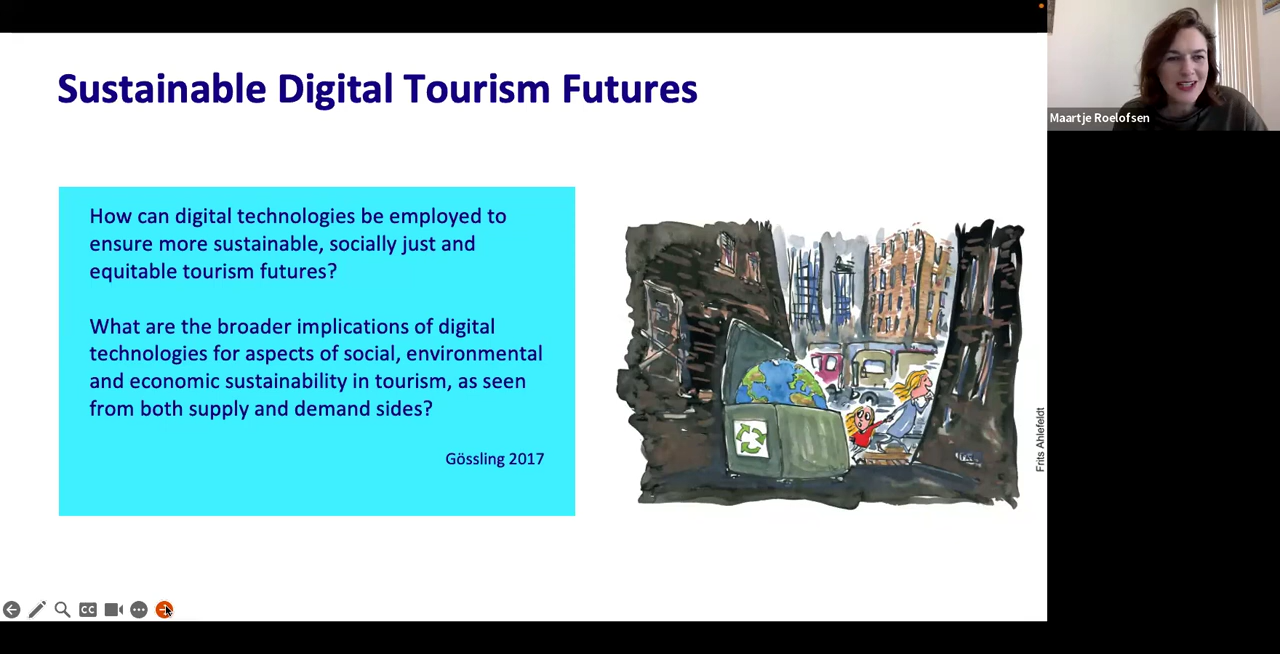 Sustainable Digital Tourism Futures
Maartje Roelofsen
How can digital technologies be employed to
ensure more sustainable, socially just and
equitable tourism futures?
What are the broader implications of digital
technologies for aspects of social, environmental
and economic sustainability in tourism, as seen
from both supply and demand sides?
Gössling 2017
Frits Ahlefeldt
CC